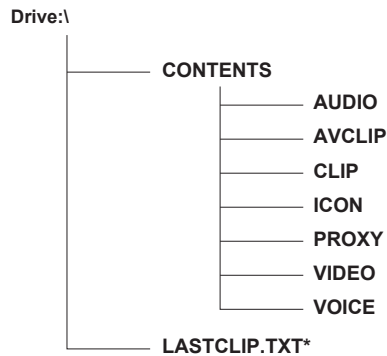 Drive:\
CONTENTS
AUDIO
AVCLIP
CLIP
ICON
PROXY
VIDEO
VOICE
LASTCLIP.TXT*